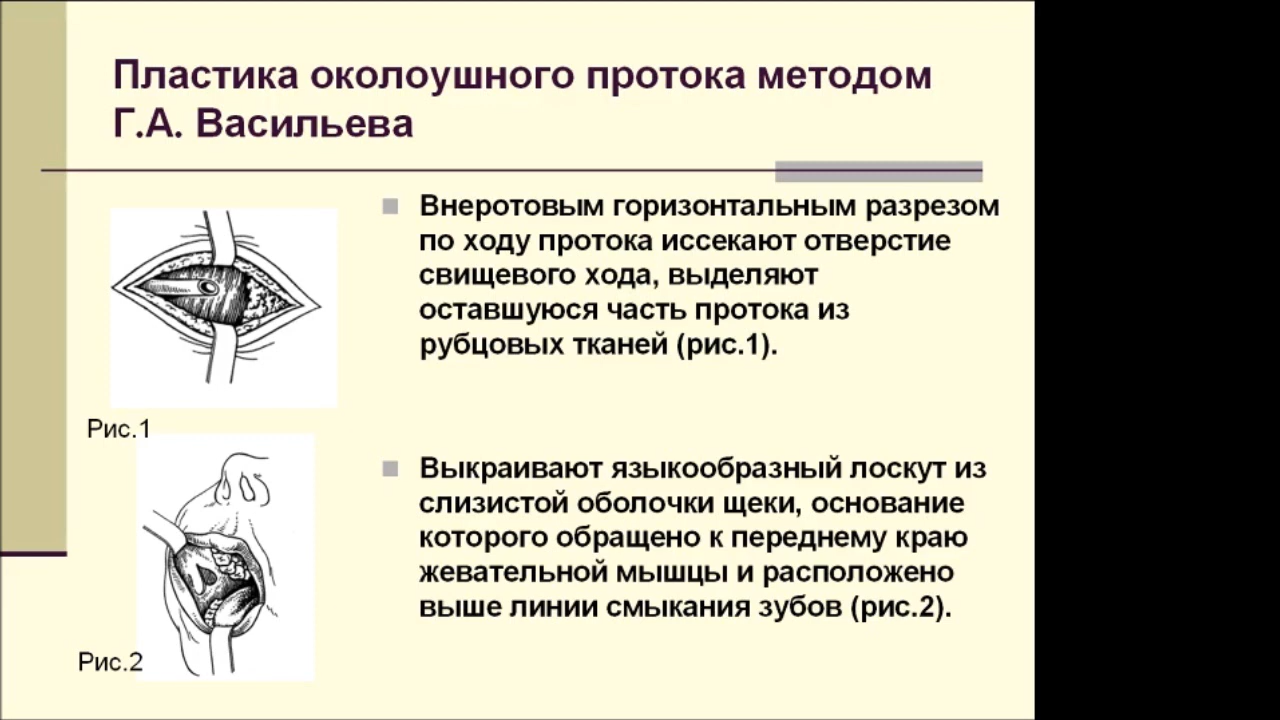 Пластика околоушного протока методом
Г.А. Васильева
Внеротовым горизонтальным разрезом
по ходу протока иссекают отверстие
свищевого хода, выделяют
оставшуюся часть протока из
рубцовых тканей (рис.1).
Рис.1
Выкраивают языкообразный лоскут из
слизистой оболочки щеки, основание
которого обращено к переднему краю
жевательной мышцы и расположено
выше линии смыкания зубов (рис.2).
Рис.2